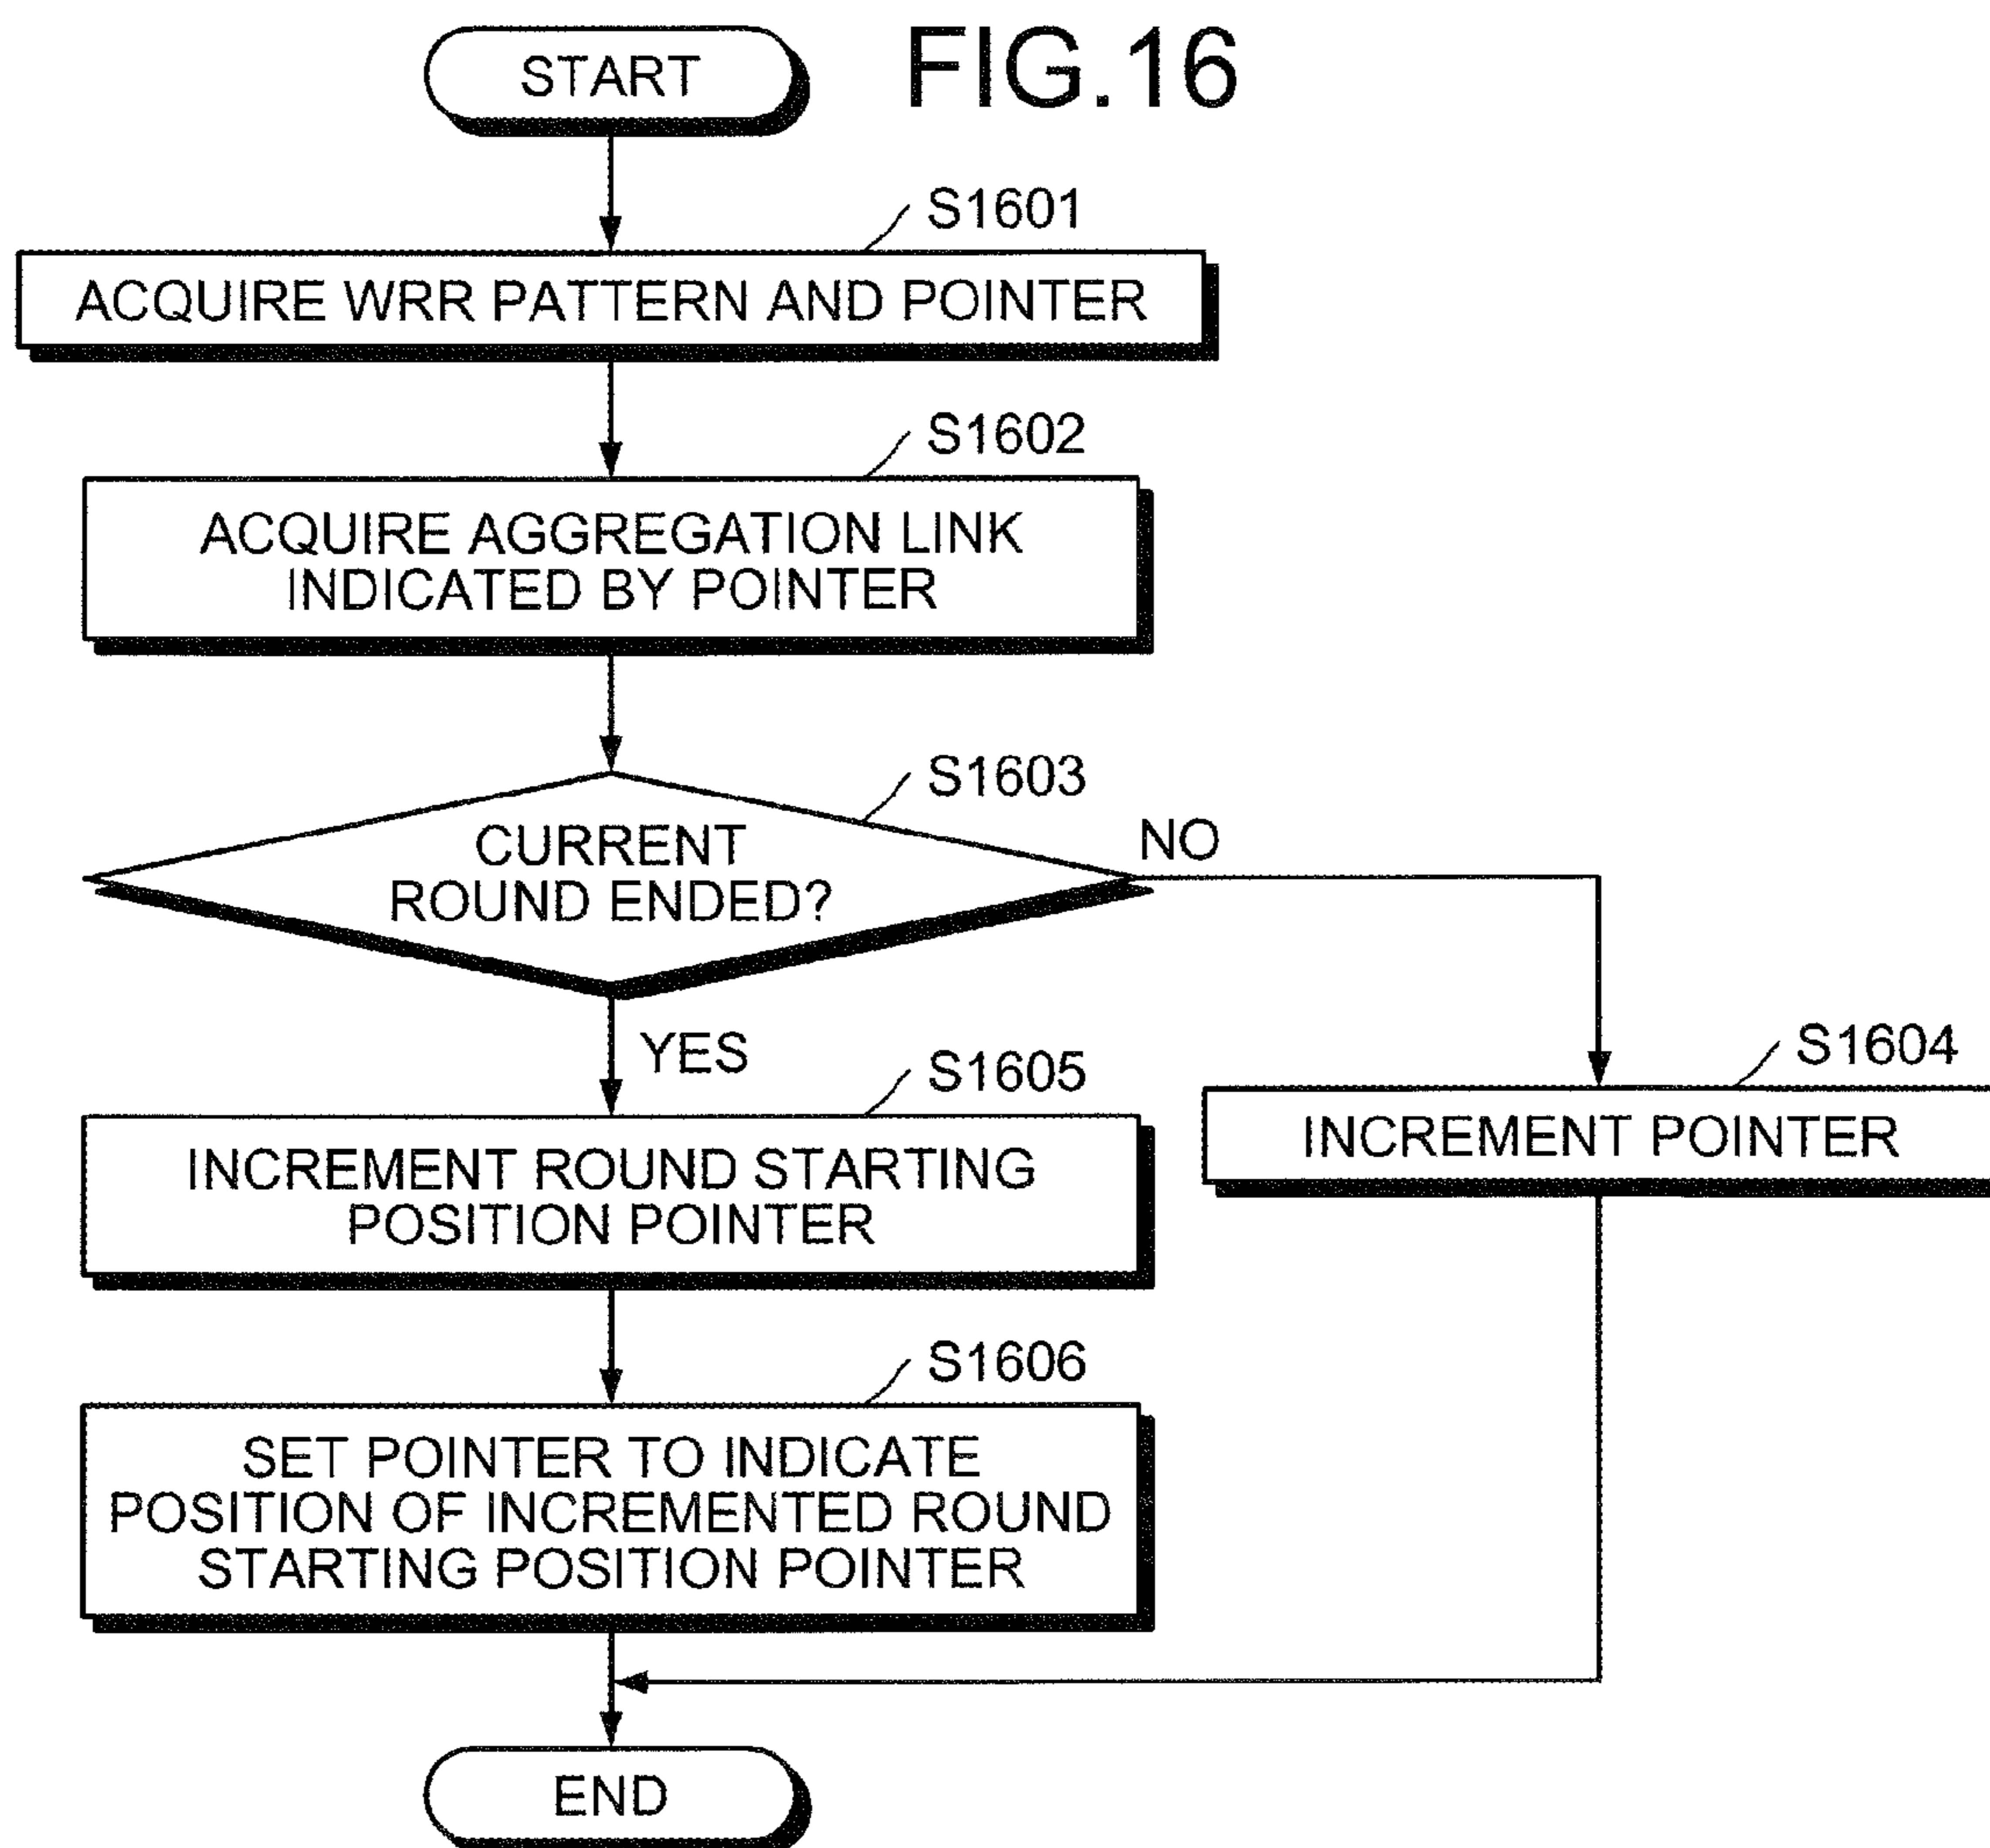 FIG.16
START
S1601
ACQUIRE WRR PATTERN AND POINTER
S1602
ACQUIRE AGGREGATION LINK
INDICATED BY POINTER
S1603
CURRENT
ROUND ENDED?
NO
YES
S1604
INCREMENT POINTER
S1605
INCREMENT ROUND STARTING
POSITION POINTER
S1606
SET POINTER TO INDICATE
POSITION OF INCREMENTED ROUND
STARTING POSITION POINTER
END